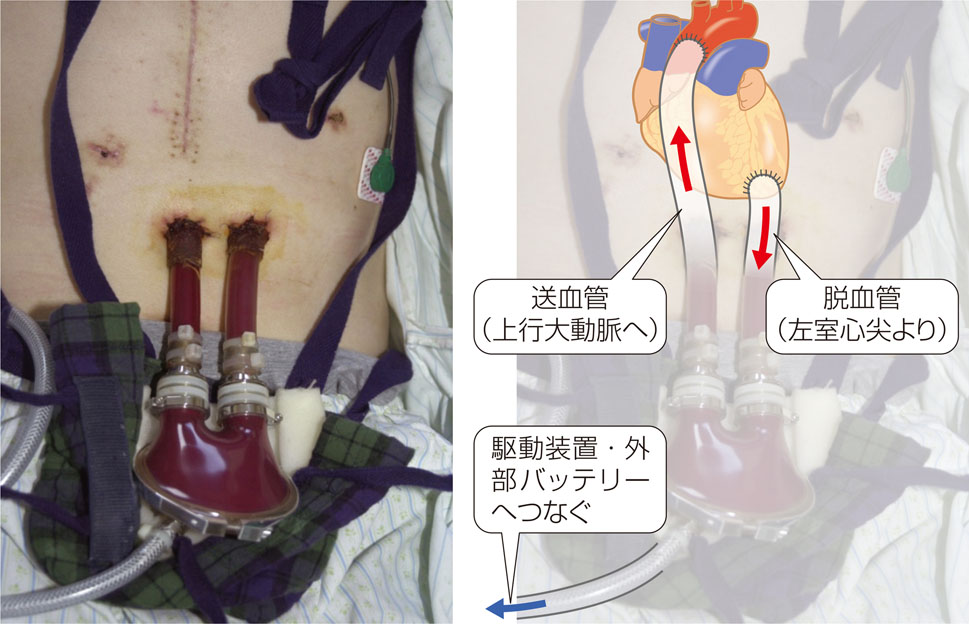 送血管
（上行大動脈へ）
脱血管
（左室心尖より）
駆動装置・外
部バッテリー
へつなぐ